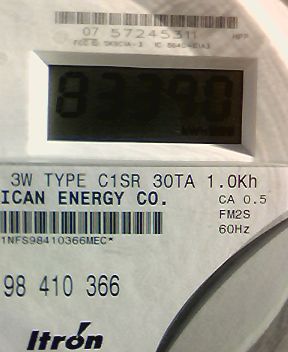 07 57245311
83390
3W TYPE C1SR 30TA 1.0Kh
ICAN ENERGY CO.
CA 0.5
FM2S
60Hz
1NFS98410366MEC*
98 410 366
Itron